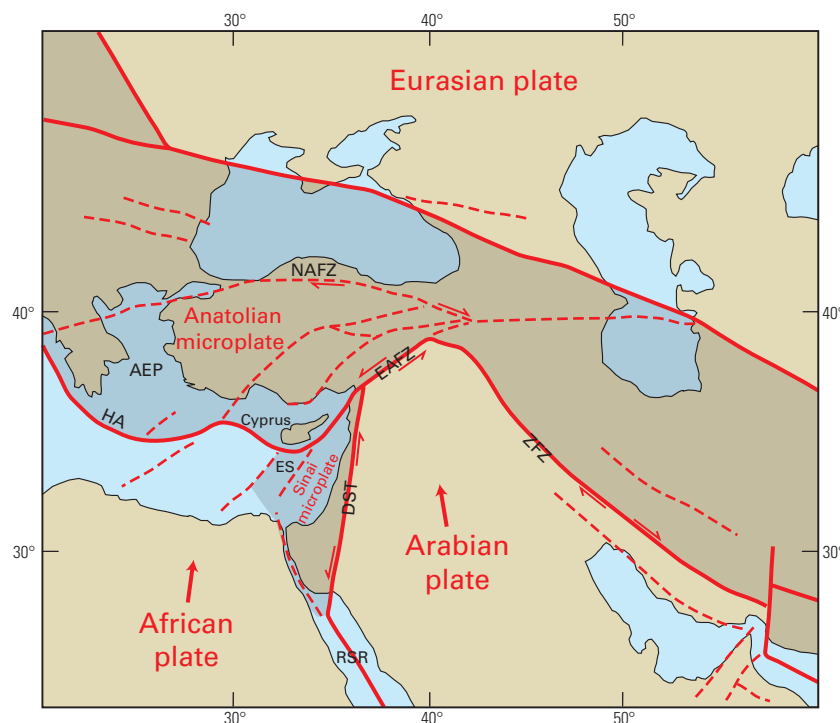 30°
40°
50°
Eurasian plate
NAFZ
40°
40°
Anatolian
microplate
AEP
EAFZ
HA
Cyprus
ZFZ
ES
Sinai
microplate
DST
30°
30°
Arabian
plate
African
plate
RSR
30°
40°
50°